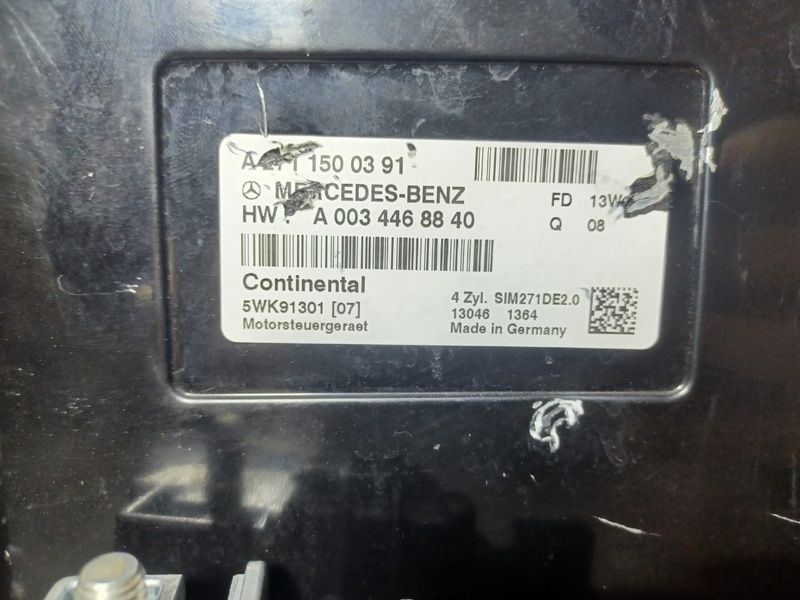 A 271 150 03 91
MERCEDES-BENZ
HW: A 003 446 88 40
FD 13W
Q 08
Continental
5WK91301 [07]
Motorsteuergeraet
4 Zyl. SIM271DE2.0
13046 1364
Made in Germany